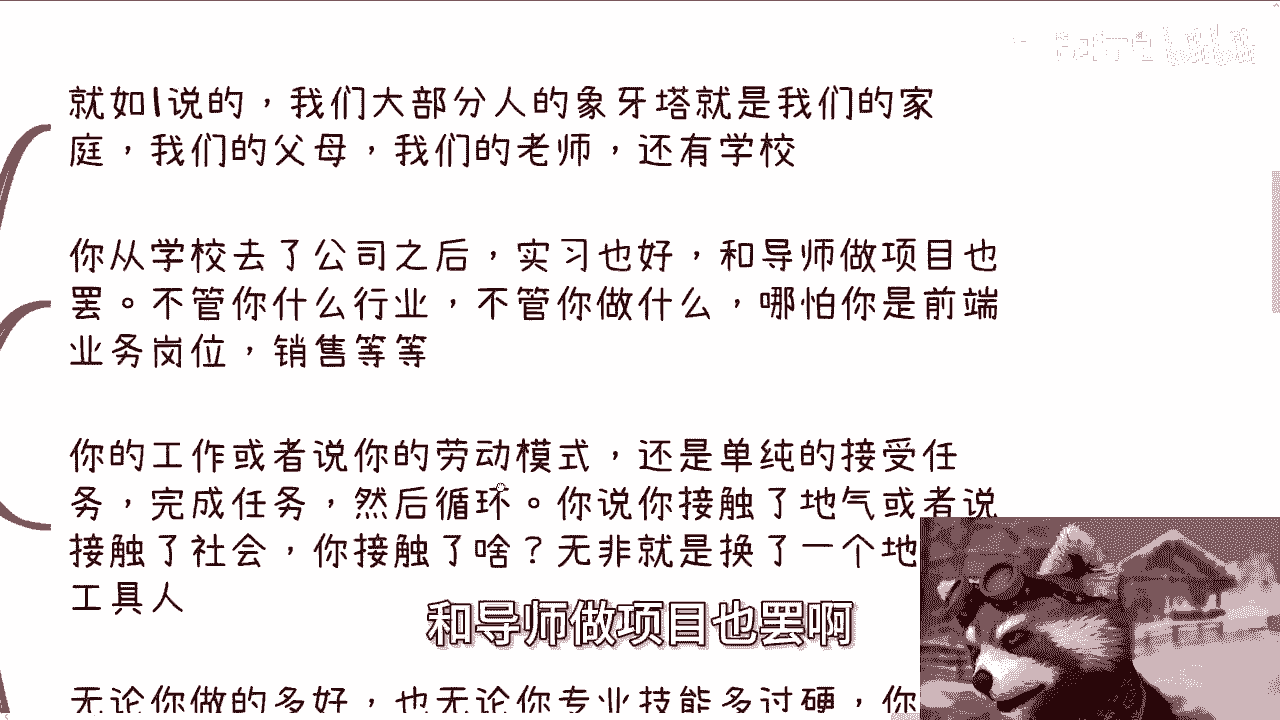 就如1说的，我们大部分人的象牙塔就是我们的家
庭，我们的父母，我们的老师，还有学校
你从学校去了公司之后，实习也好，和导师做项目也
罢。不管你什么行业，不管你做什么，哪怕你是前端
业务岗位，销售等等
你的工作或者说你的劳动模式，还是单纯的接受任
务，完成任务，然后循环。你说你接触了地气或者说
接触了社会，你接触了啥？无非就是换了一个地
工具人
和导师做项目也罢啊
无论你做的多好，也无论你专业技能多过硬，你